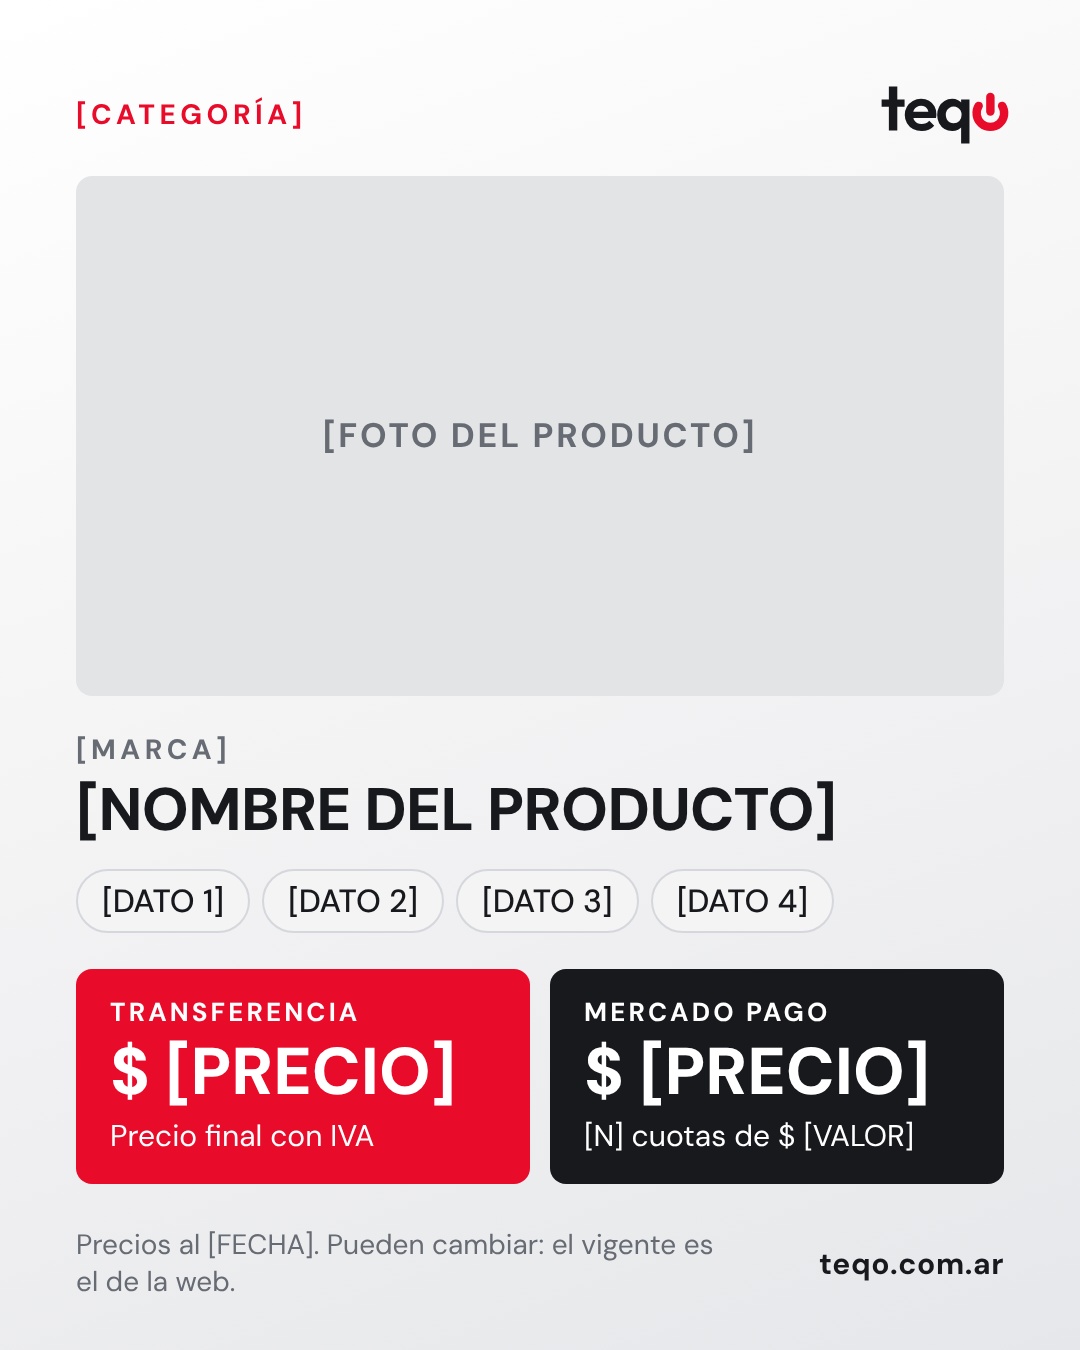 [CATEGORÍA]
teqo
[FOTO DEL PRODUCTO]
[MARCA]
[NOMBRE DEL PRODUCTO]
[DATO 1] [DATO 2] [DATO 3] [DATO 4]
TRANSFERENCIA
$ [PRECIO]
Precio final con IVA
MERCADO PAGO
$ [PRECIO]
[N] cuotas de $ [VALOR]
Precios al [FECHA]. Pueden cambiar: el vigente es
el de la web.
teqo.com.ar